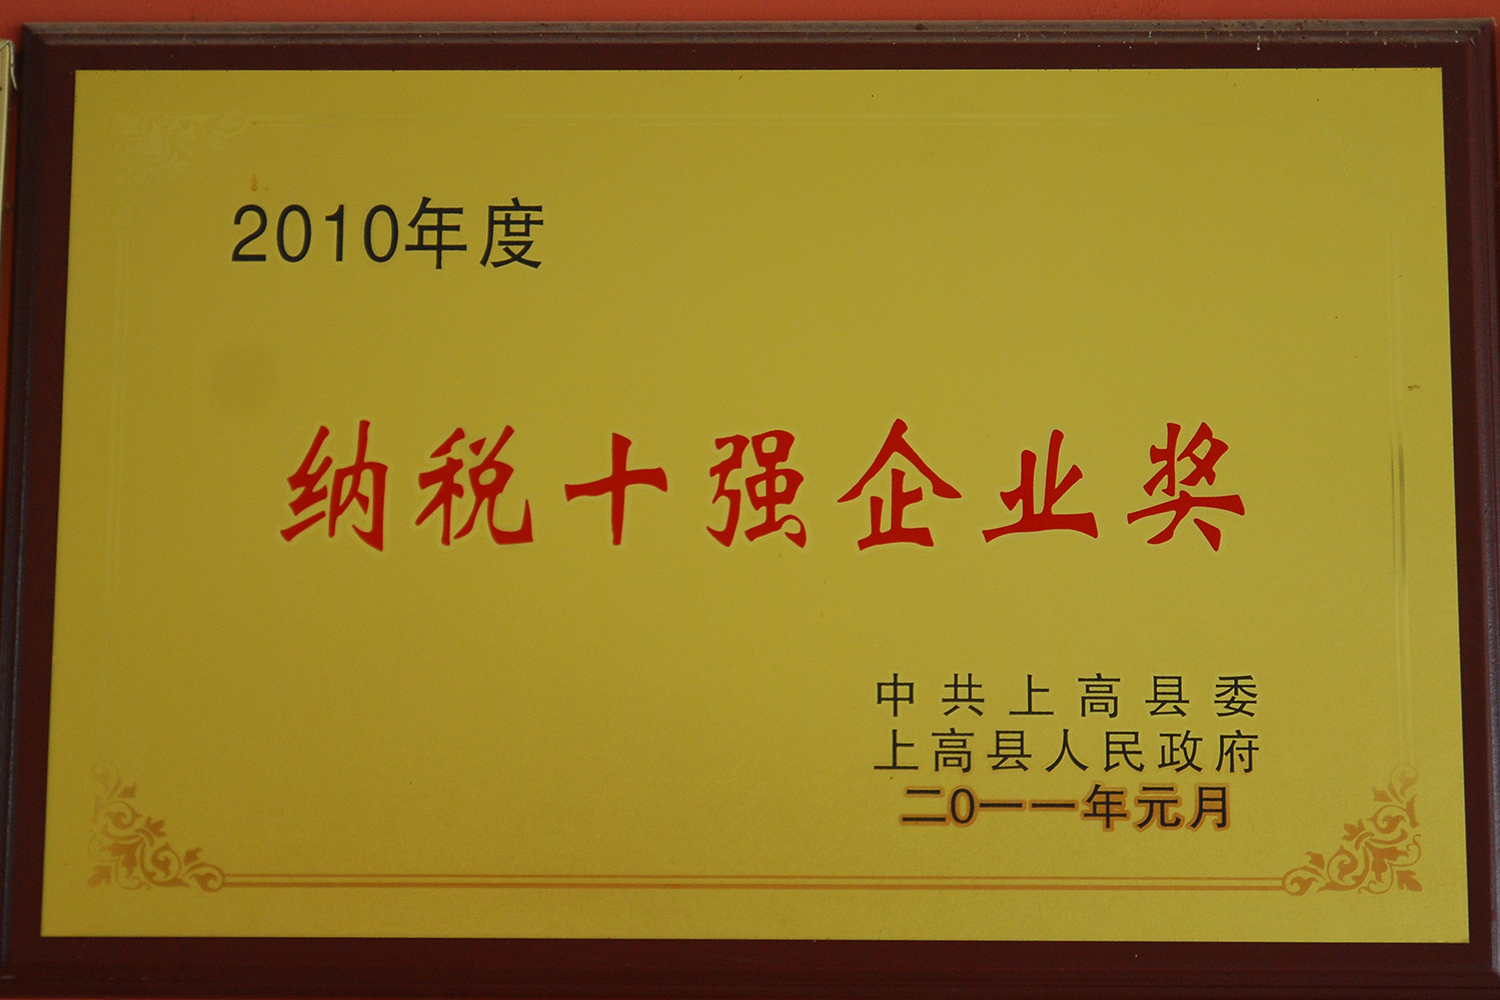 2010年度
纳税十强企业奖
中共上高县委
上高县人民政府
二0一一年元月